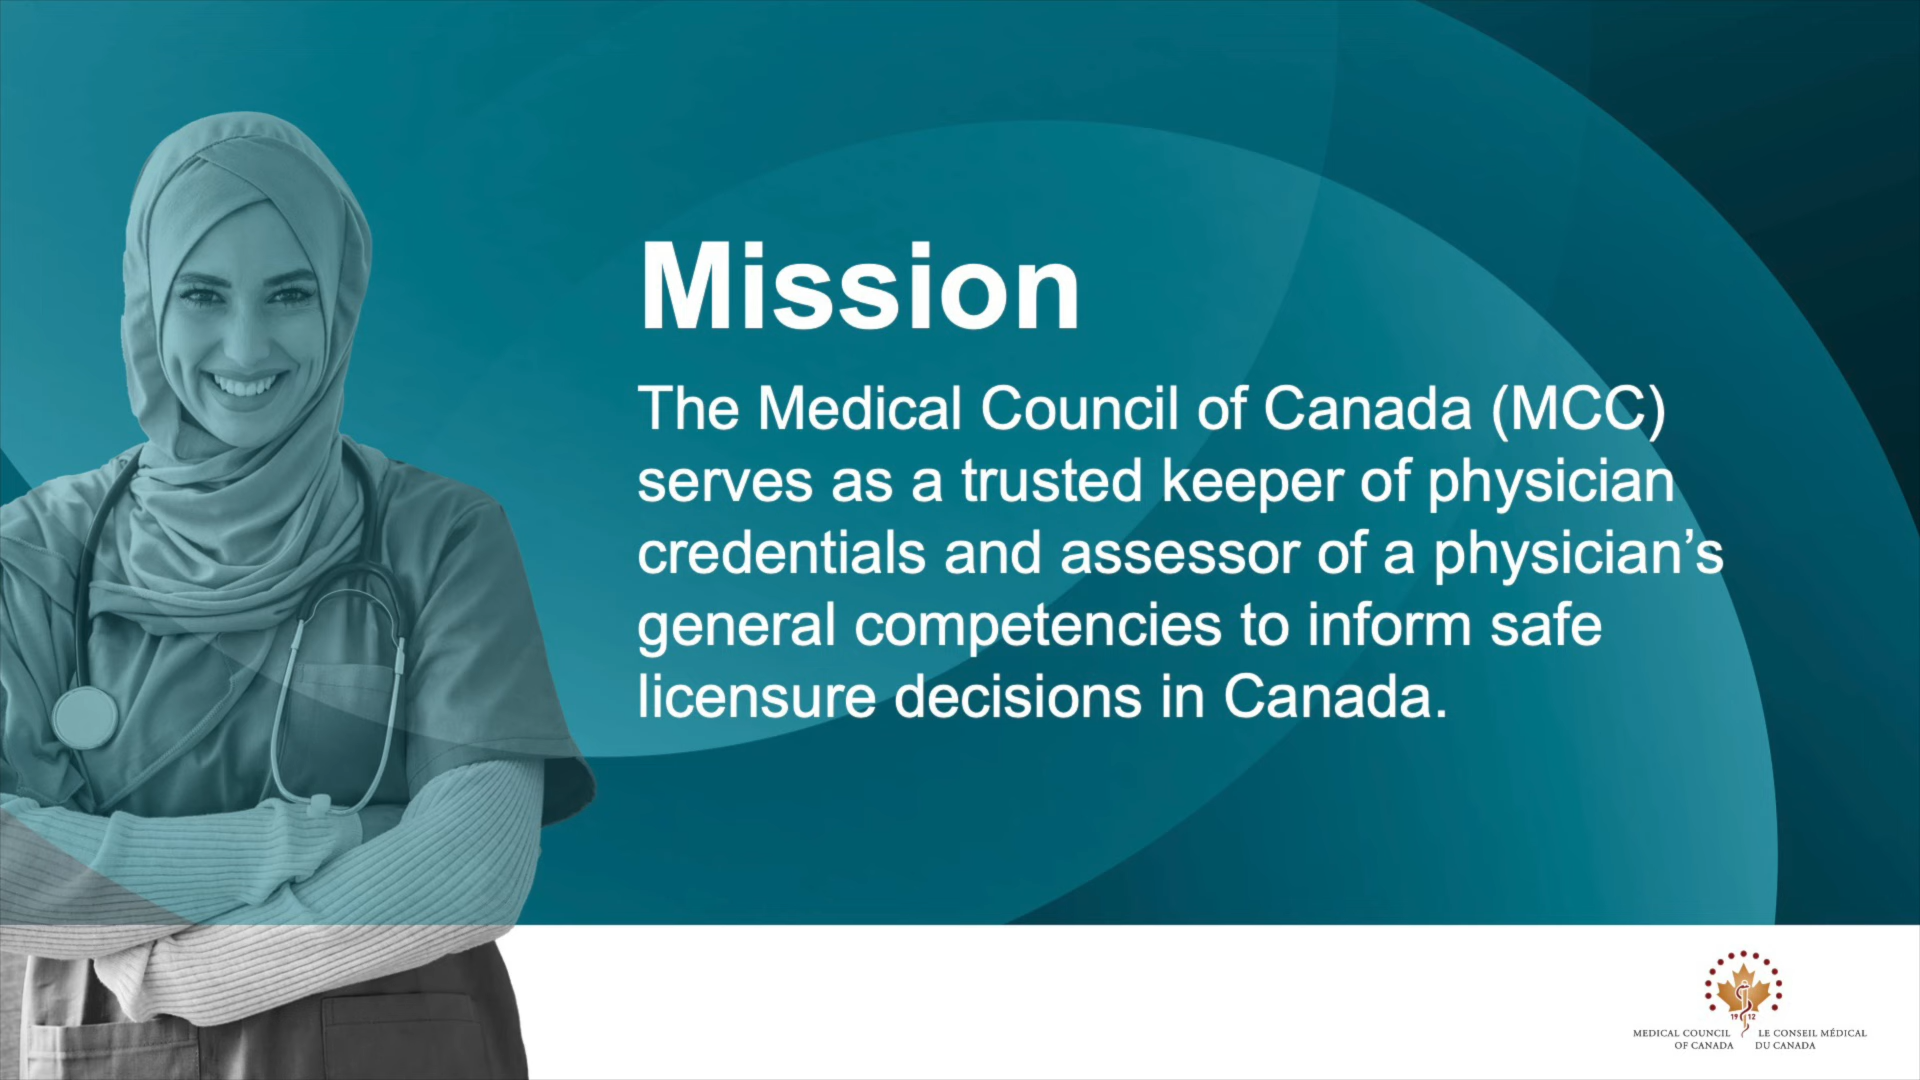 Mission
The Medical Council of Canada (MCC)
serves as a trusted keeper of physician
credentials and assessor of a physician’s
general competencies to inform safe
licensure decisions in Canada.
19 12
MEDICAL COUNCIL
OF CANADA
LE CONSEIL MÉDICAL
DU CANADA